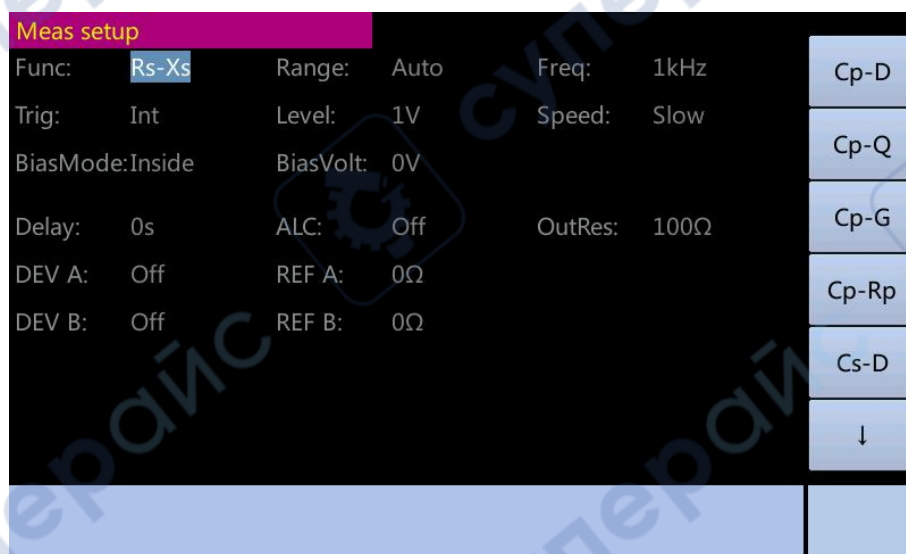 Meas setup
Func: Rs-Xs Range: Auto Freq: 1kHz
Trig: Int Level: 1V Speed: Slow
BiasMode: Inside BiasVolt: 0V
Delay: 0s ALC: Off OutRes: 100Ω
DEV A: Off REF A: 0Ω
DEV B: Off REF B: 0Ω
Cp-D
Cp-Q
Cp-G
Cp-Rp
Cs-D
↓